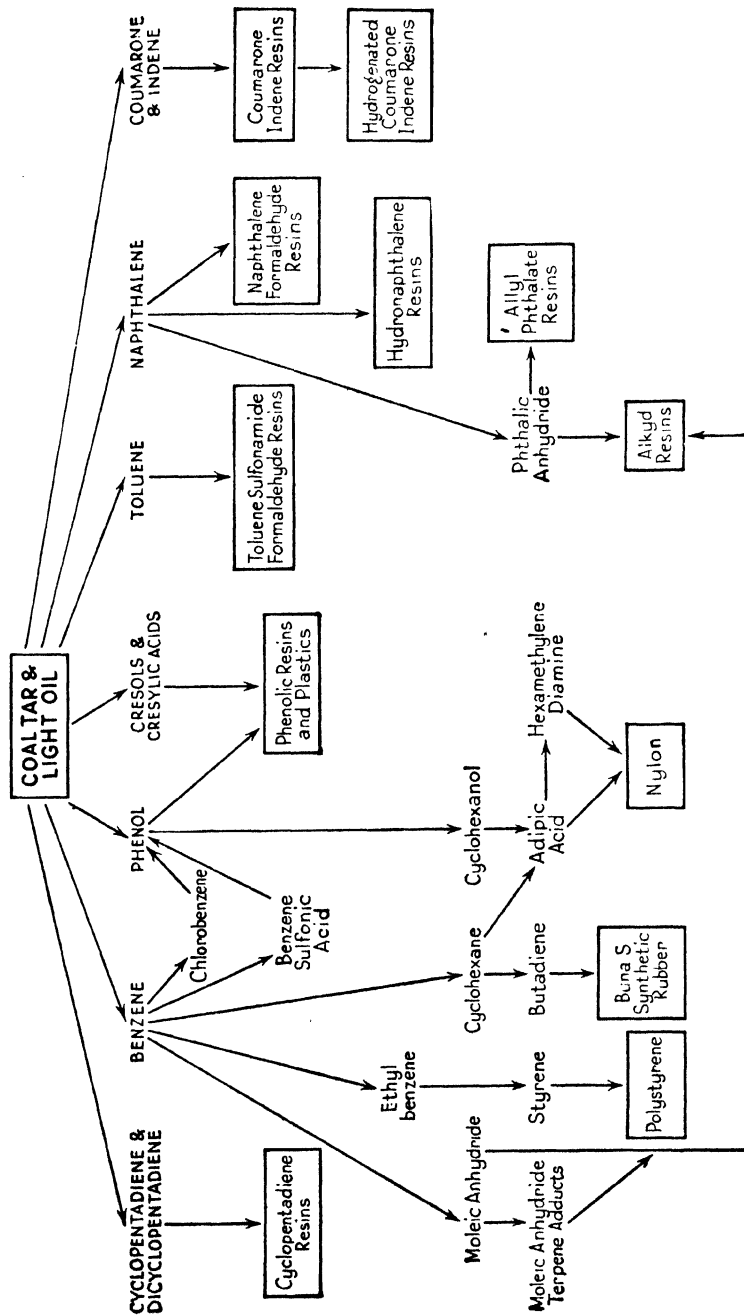 COAL TAR &
LIGHT OIL
CYCLOPENTADIENE &
DICYCLOPENTADIENE
BENZENE
PHENOL
CRESOLS &
CRESYLIC ACIDS
TOLUENE
NAPHTHALENE
COUMARONE
& INDENE
Cyclopentadiene
Resins
Chlorobenzene
Benzene
Sulfonic
Acid
Phenolic Resins
and Plastics
Toluene Sulfonamide
Formaldehyde Resins
Naphthalene
Formaldehyde
Resins
Coumarone
Indene Resins
Ethyl
benzene
Hydronaphthalene
Resins
Hydrogenated
Coumarone
Indene Resins
Moleic Anhydride
Cyclohexane
Cyclohexanol
Phthalic
Anhydride
Allyl
Phthalate
Resins
Moleic Anhydride
Terpene Adducts
Styrene
Butadiene
Adipic
Acid
Hexamethylene
Diamine
Polystyrene
Buna S
Synthetic
Rubber
Nylon
Alkyd
Resins